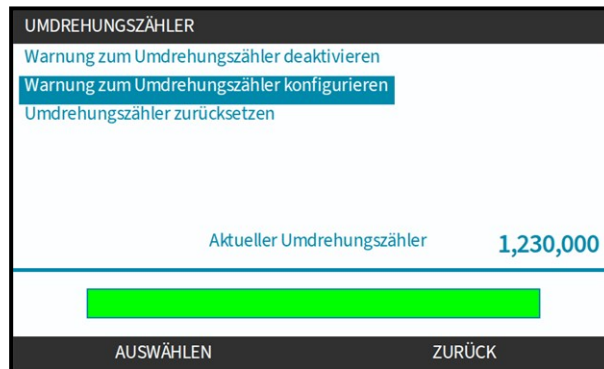 UMDREHUNGSZÄHLER
Warnung zum Umdrehungszähler deaktivieren
Warnung zum Umdrehungszähler konfigurieren
Umdrehungszähler zurücksetzen
Aktueller Umdrehungszähler 1,230,000
AUSWÄHLEN ZURÜCK